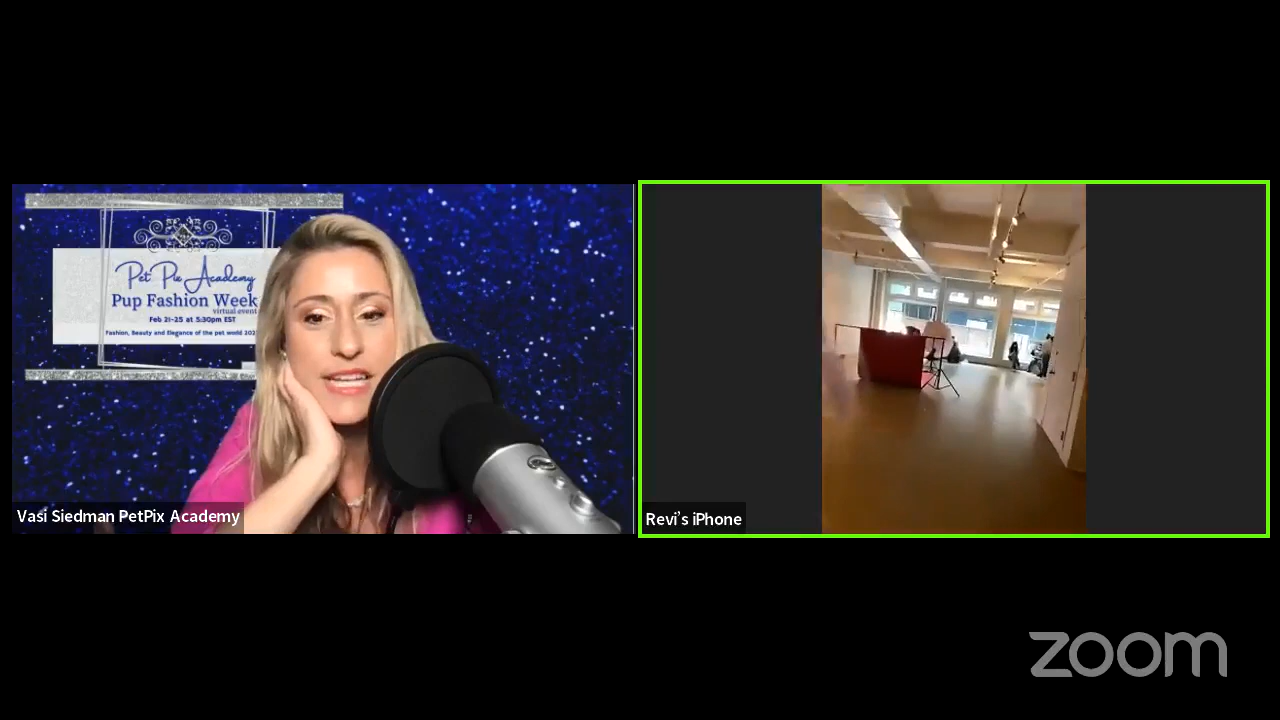 Pet Pix Academy
Pup Fashion Week
virtual event
Feb 21-25 at 5:30pm EST
Fashion, Beauty and Elegance of the pet world
Vasi Siedman PetPix Academy
Revi's iPhone
zoom